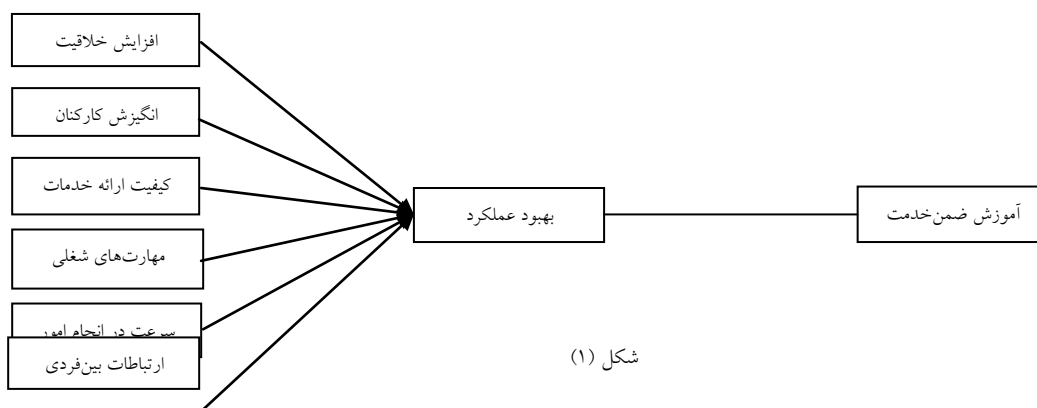 افزایش خلاقیت
انگیزش کارکنان
کیفیت ارائه خدمات
مهارت‌های شغلی
سرعت در انجام امور
ارتباطات بین‌فردی
بهبود عملکرد
آموزش ضمن‌خدمت
شکل (۱)